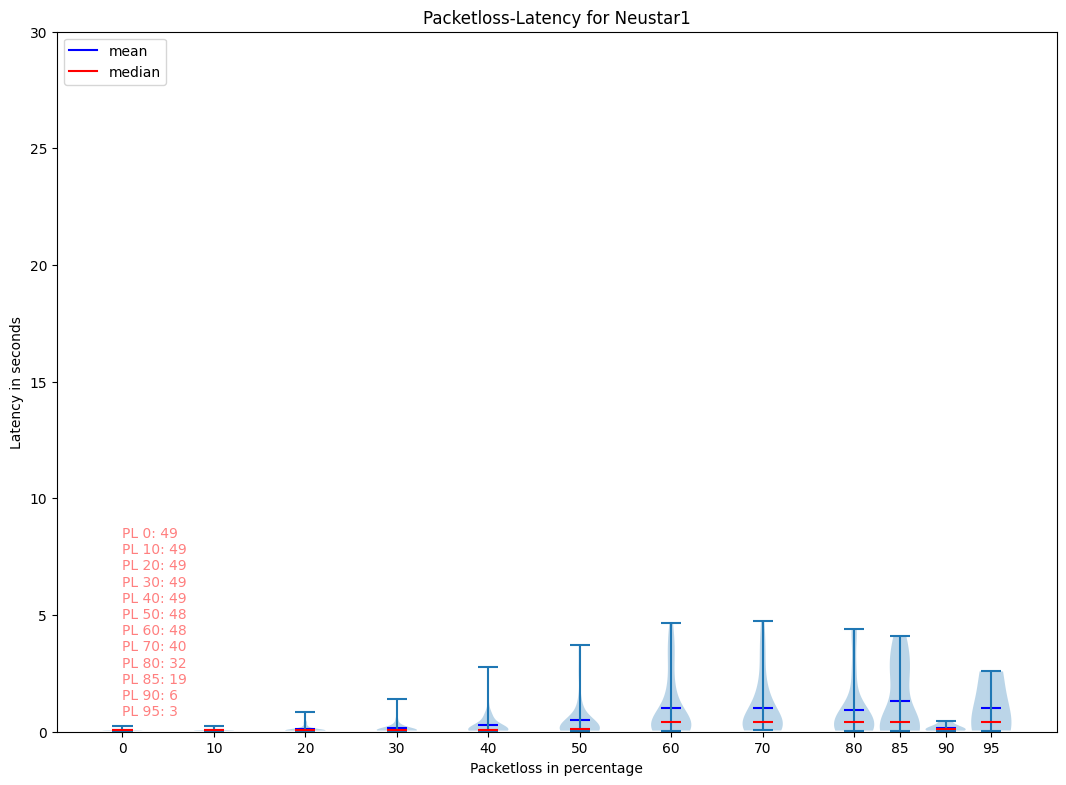 Packetloss-Latency for Neustar1
mean
median
30
25
20
15
10
5
0
Latency in seconds
PL 0: 49
PL 10: 49
PL 20: 49
PL 30: 49
PL 40: 49
PL 50: 48
PL 60: 48
PL 70: 40
PL 80: 32
PL 85: 19
PL 90: 6
PL 95: 3
0 10 20 30 40 50 60 70 80 85 90 95
Packetloss in percentage